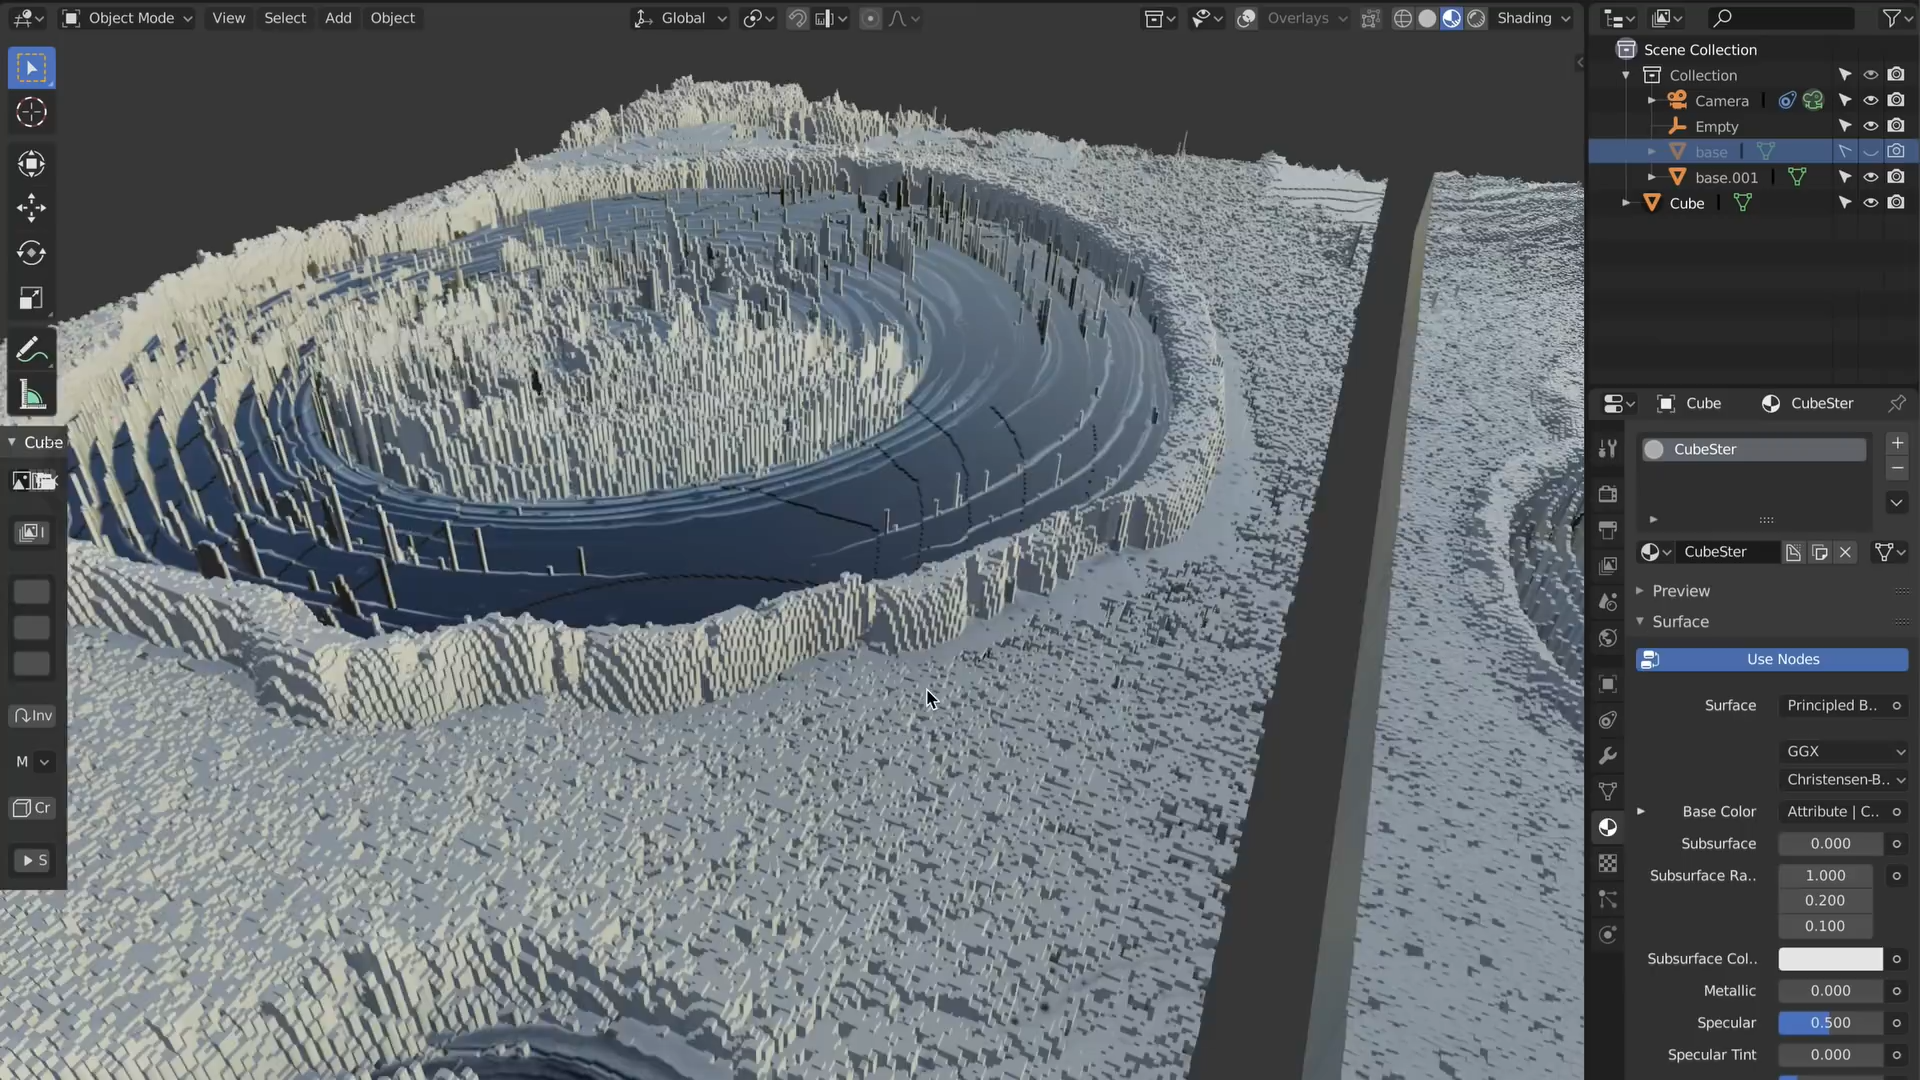 Object Mode View Select Add Object Global Overlays Shading
Scene Collection
Collection
Camera
Empty
base
base.001
Cube
Cube
I
Inv
M
Cr
S
Cube CubeSter
CubeSter
CubeSter
Preview
Surface
Use Nodes
Surface Principled B..
GGX
Christensen-B..
Base Color Attribute | C..
Subsurface 0.000
Subsurface Ra.. 1.000
0.200
0.100
Subsurface Col..
Metallic 0.000
Specular 0.500
Specular Tint 0.000